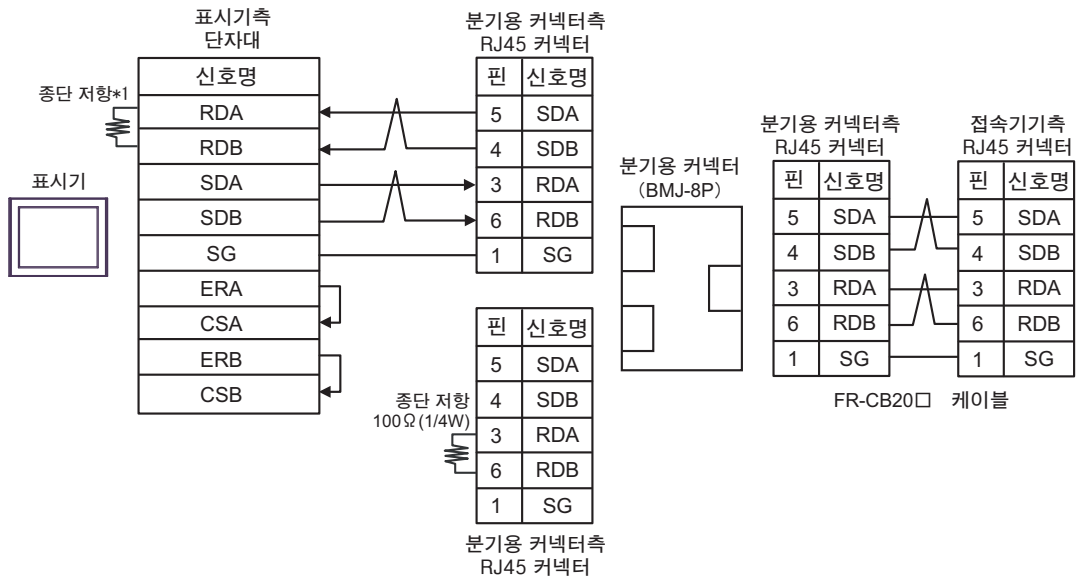 표시기측
단자대
신호명
종단 저항*1
RDA
RDB
SDA
SDB
SG
ERA
CSA
ERB
CSB
표시기
분기용 커넥터측
RJ45 커넥터
핀 신호명
5 SDA
4 SDB
3 RDA
6 RDB
1 SG
핀 신호명
5 SDA
4 SDB
3 RDA
6 RDB
1 SG
종단 저항
100Ω(1/4W)
분기용 커넥터측
RJ45 커넥터
분기용 커넥터
(BMJ-8P)
분기용 커넥터측
RJ45 커넥터
핀 신호명
5 SDA
4 SDB
3 RDA
6 RDB
1 SG
접속기기측
RJ45 커넥터
핀 신호명
5 SDA
4 SDB
3 RDA
6 RDB
1 SG
FR-CB20□ 케이블